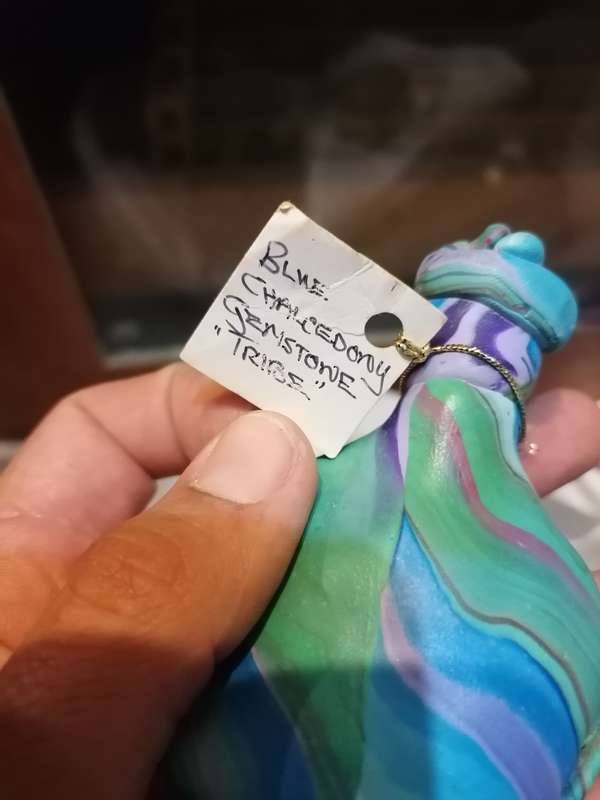 BLUE.
CHALCEDONY
GEMSTONE
"TRIBE"